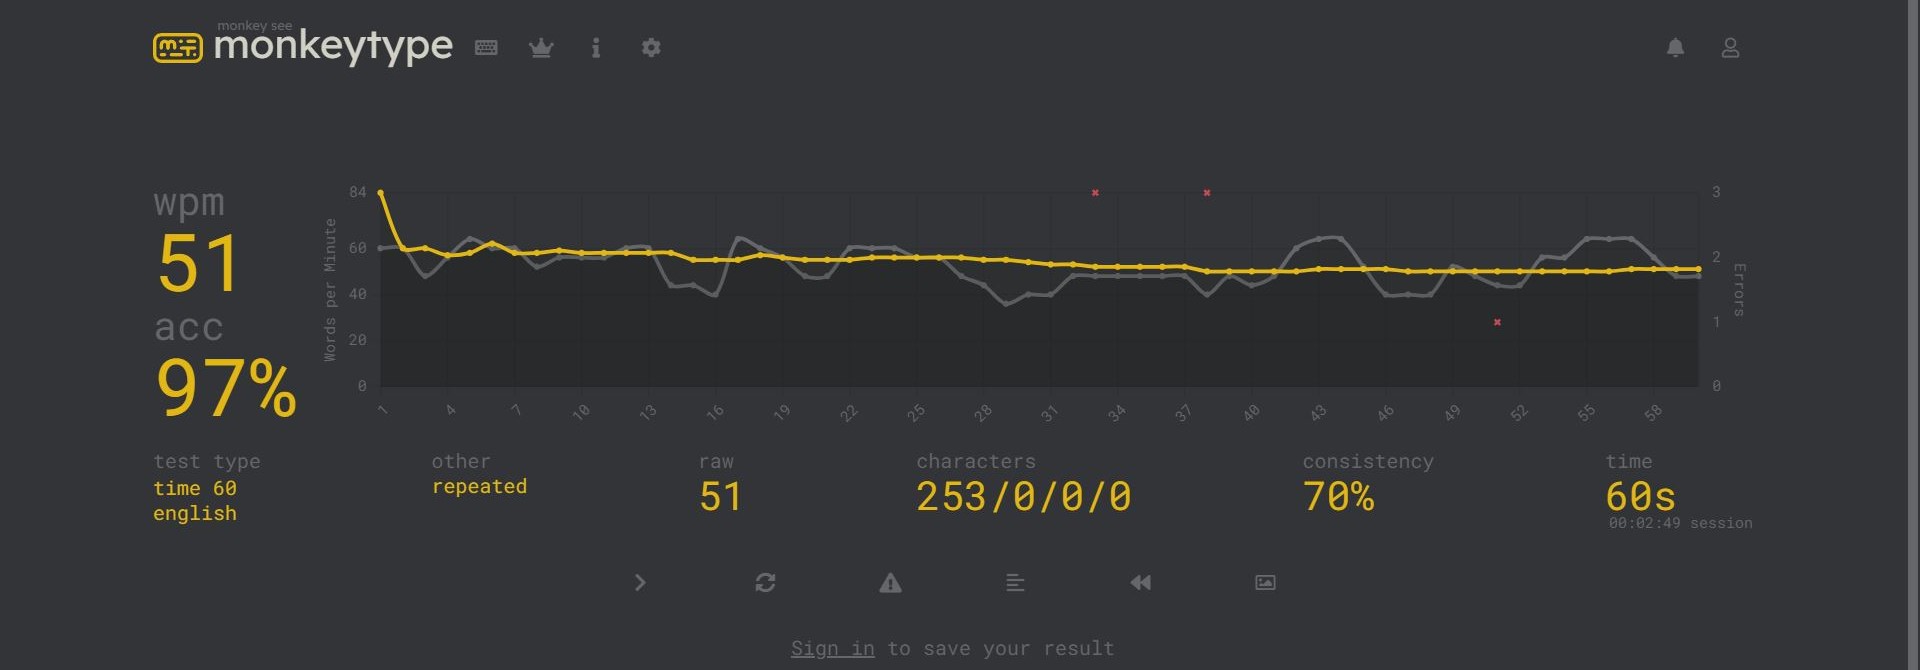 monkey see
monkeytype
wpm
51
acc
97%
Words per Minute
84
60
40
20
0
3
2
1
0
Errors
1 4 7 10 13 16 19 22 25 28 31 34 37 40 43 46 49 52 55 58
test type
time 60
english
other
repeated
raw
51
characters
253/0/0/0
consistency
70%
time
60s
00:02:49 session
Sign in to save your result